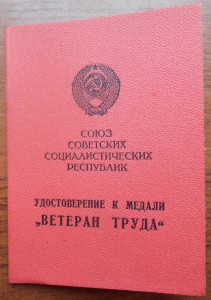 СОЮЗ
СОВЕТСКИХ
СОЦИАЛИСТИЧЕСКИХ
РЕСПУБЛИК
УДОСТОВЕРЕНИЕ К МЕДАЛИ
„ВЕТЕРАН ТРУДА“